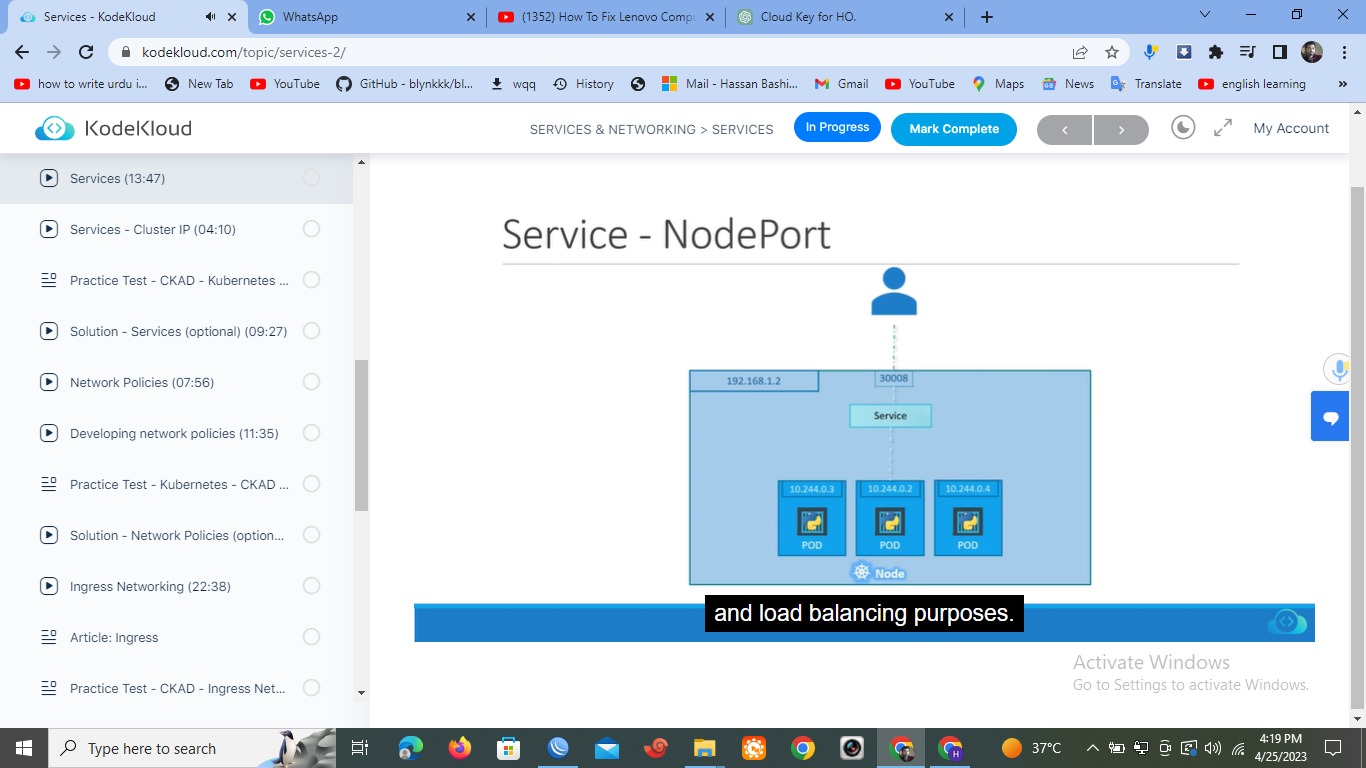 Services - KodeKloud
WhatsApp
(1352) How To Fix Lenovo Compu
Cloud Key for HO.
kodekloud.com/topic/services-2/
how to write urdu i...
New Tab
YouTube
GitHub - blynkkk/bl...
wqq
History
Mail - Hassan Bashi...
Gmail
YouTube
Maps
News
Translate
english learning
»
KodeKloud
SERVICES & NETWORKING > SERVICES
In Progress
Mark Complete
My Account
Services (13:47)
Services - Cluster IP (04:10)
Practice Test - CKAD - Kubernetes ...
Solution - Services (optional) (09:27)
Network Policies (07:56)
Developing network policies (11:35)
Practice Test - Kubernetes - CKAD ...
Solution - Network Policies (option...
Ingress Networking (22:38)
Article: Ingress
Practice Test - CKAD - Ingress Net...
Service - NodePort
192.168.1.2
30008
Service
10.244.0.3
10.244.0.2
10.244.0.4
POD
POD
POD
Node
and load balancing purposes.
Activate Windows
Go to Settings to activate Windows.
Type here to search
H
37°C
4:19 PM
4/25/2023